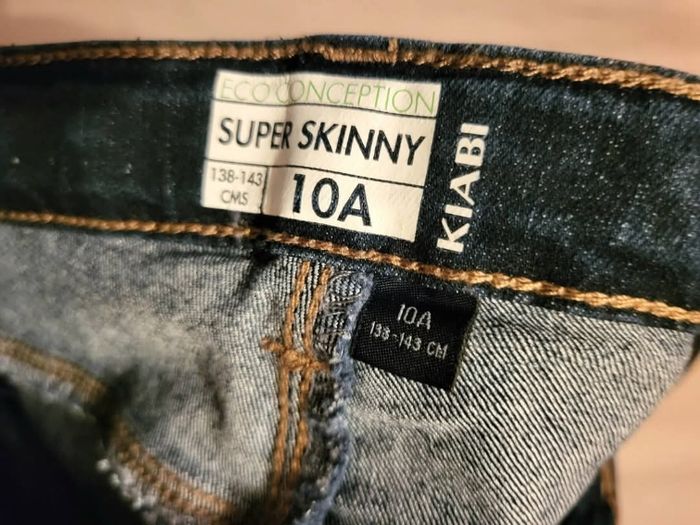 ECO CONCEPTION
SUPER SKINNY
138-143
CMS
10A
KIABI
10A
138-143 CM